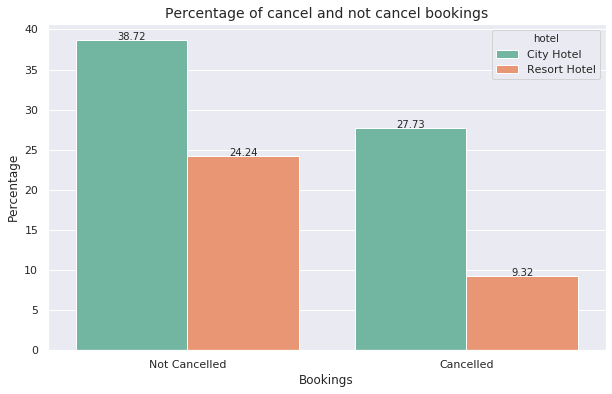 Percentage of cancel and not cancel bookings
hotel
City Hotel
Resort Hotel
Percentage
40
35
30
25
20
15
10
5
0
38.72
24.24
27.73
9.32
Not Cancelled
Cancelled
Bookings